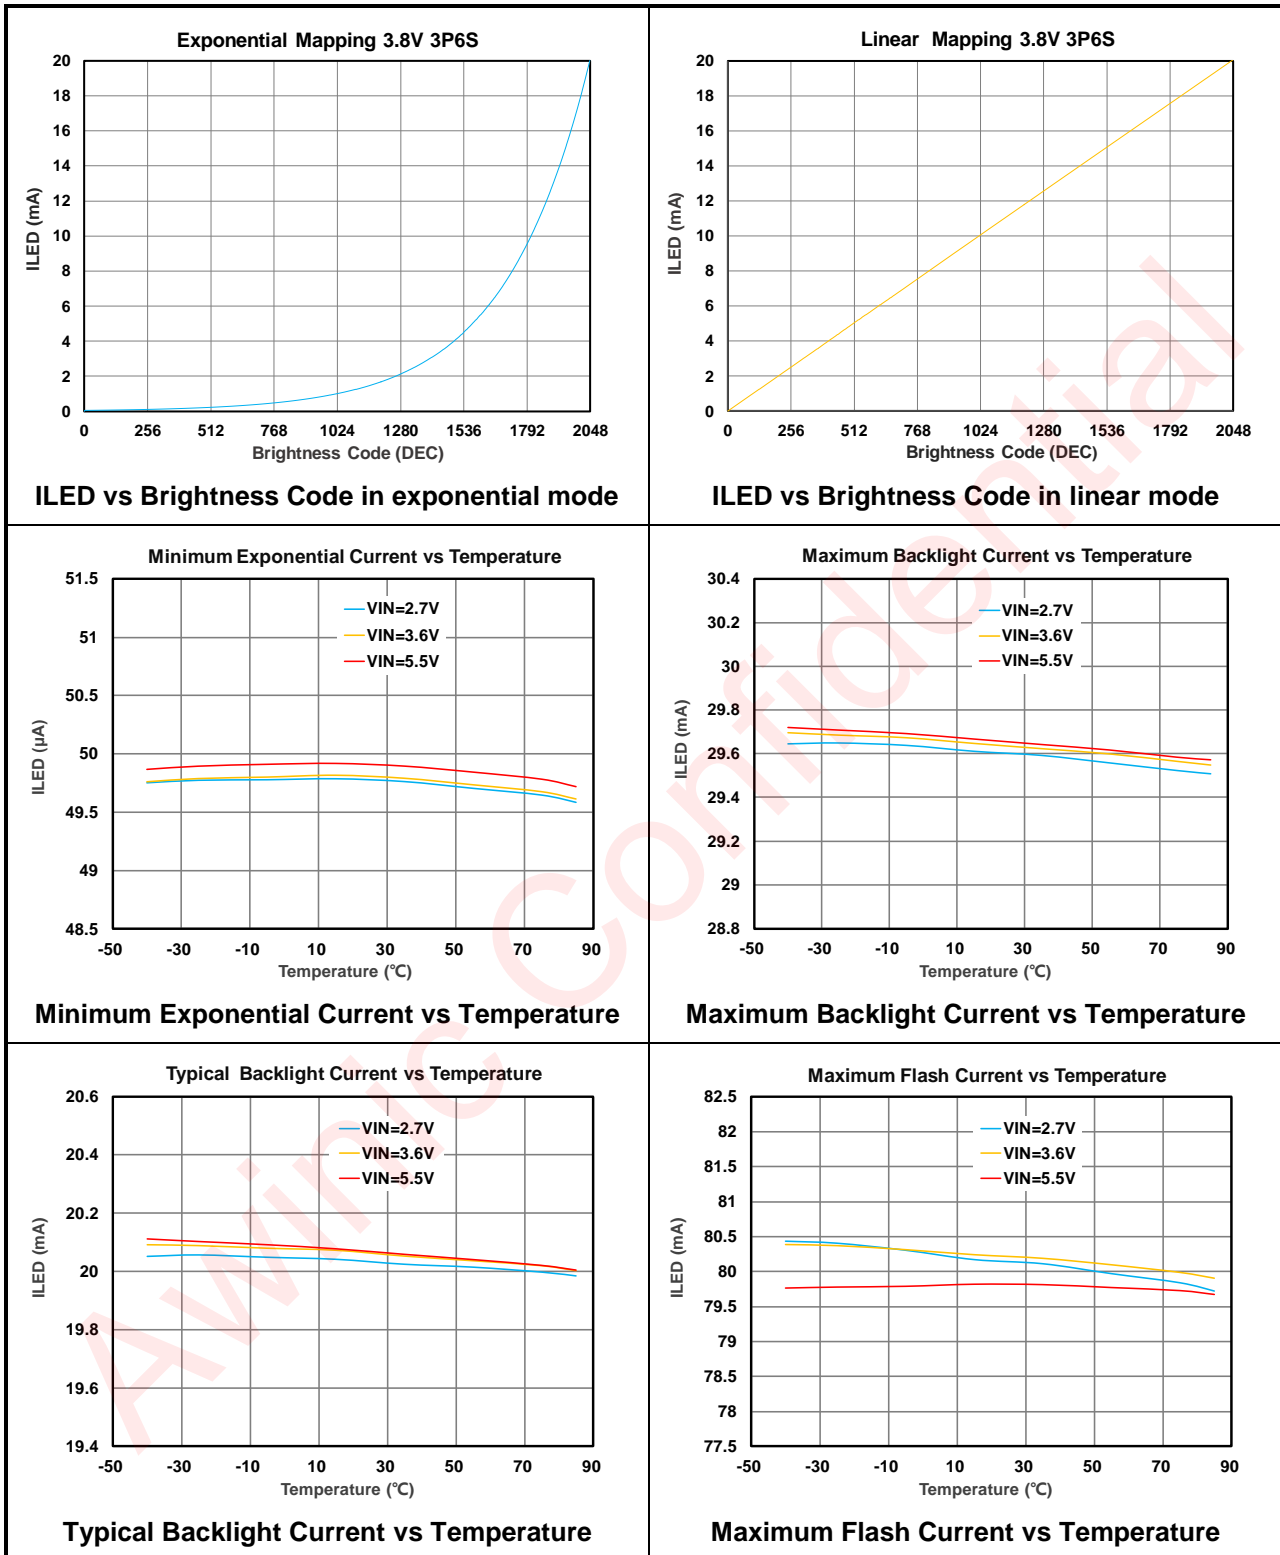 Exponential Mapping 3.8V 3P6S
20
18
16
14
12
10
8
6
4
2
0
ILED (mA)
0 256 512 768 1024 1280 1536 1792 2048
Brightness Code (DEC)
ILED vs Brightness Code in exponential mode
Linear Mapping 3.8V 3P6S
20
18
16
14
12
10
8
6
4
2
0
ILED (mA)
0 256 512 768 1024 1280 1536 1792 2048
Brightness Code (DEC)
ILED vs Brightness Code in linear mode
Minimum Exponential Current vs Temperature
51.5
51
50.5
50
49.5
49
48.5
ILED (μA)
VIN=2.7V
VIN=3.6V
VIN=5.5V
-50 -30 -10 10 30 50 70 90
Temperature (℃)
Minimum Exponential Current vs Temperature
Maximum Backlight Current vs Temperature
30.4
30.2
30
29.8
29.6
29.4
29.2
29
28.8
ILED (mA)
VIN=2.7V
VIN=3.6V
VIN=5.5V
-50 -30 -10 10 30 50 70 90
Temperature (℃)
Maximum Backlight Current vs Temperature
Typical Backlight Current vs Temperature
20.6
20.4
20.2
20
19.8
19.6
19.4
ILED (mA)
VIN=2.7V
VIN=3.6V
VIN=5.5V
-50 -30 -10 10 30 50 70 90
Temperature (℃)
Typical Backlight Current vs Temperature
Maximum Flash Current vs Temperature
82.5
82
81.5
81
80.5
80
79.5
79
78.5
78
77.5
ILED (mA)
VIN=2.7V
VIN=3.6V
VIN=5.5V
-50 -30 -10 10 30 50 70 90
Temperature (℃)
Maximum Flash Current vs Temperature
Awinic Confidential